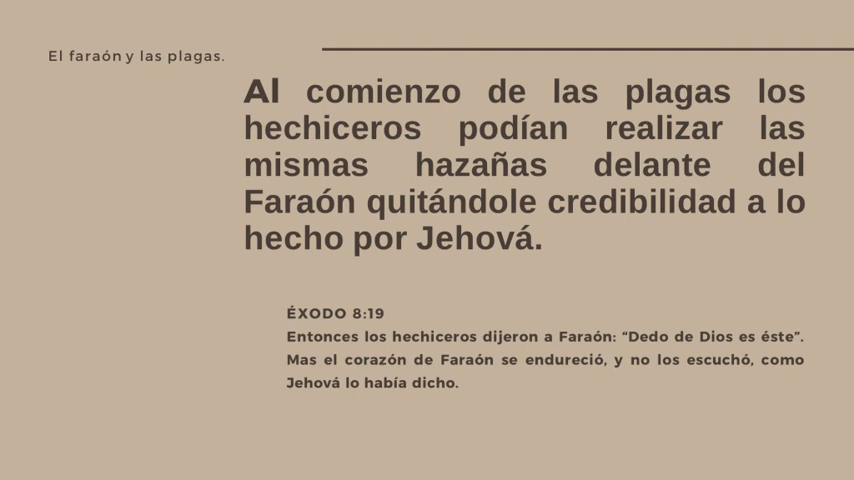 El faraón y las plagas.
Al comienzo de las plagas los
hechiceros podían realizar las
mismas hazañas delante del
Faraón quitándole credibilidad a lo
hecho por Jehová.
ÉXODO 8:19
Entonces los hechiceros dijeron a Faraón: “Dedo de Dios es éste”.
Mas el corazón de Faraón se endureció, y no los escuchó, como
Jehová lo había dicho.